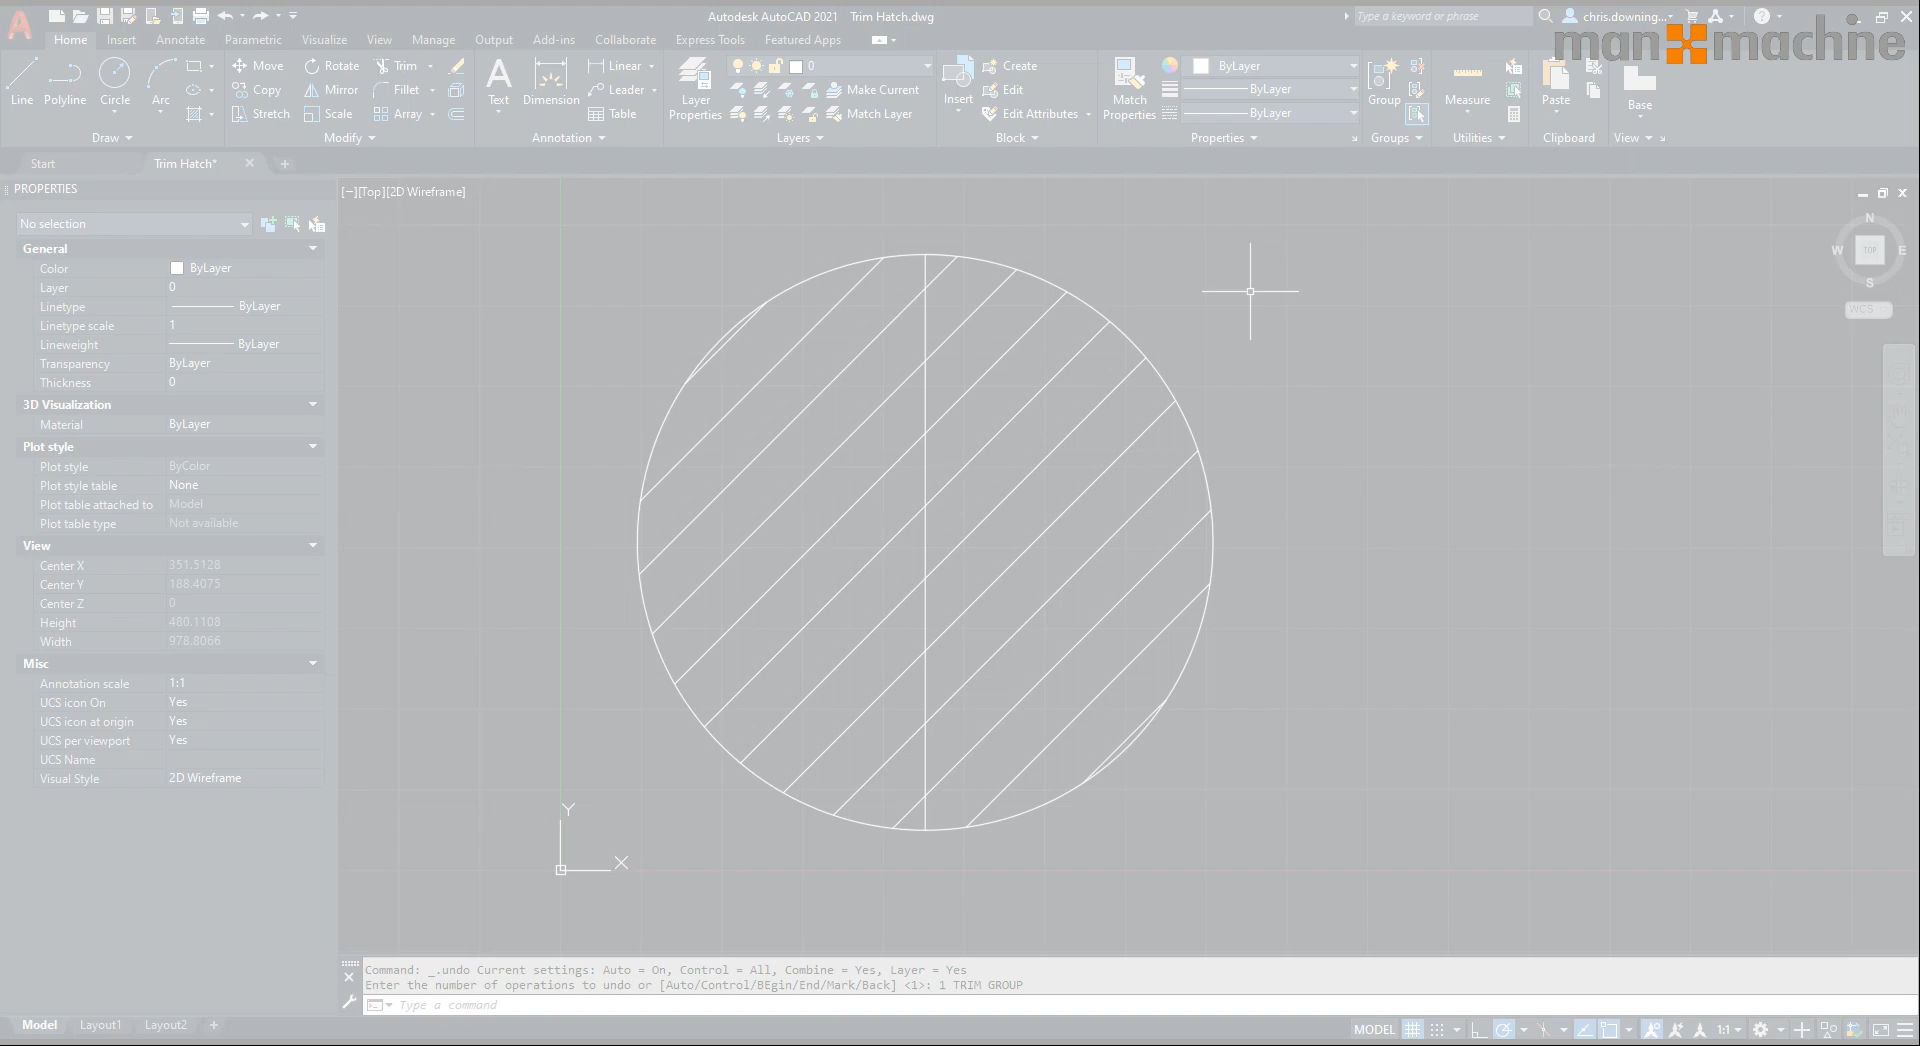 Autodesk AutoCAD 2021 Trim Hatch.dwg
Type a keyword or phrase
chris.downing...
man machine
Home Insert Annotate Parametric Visualize View Manage Output Add-ins Collaborate Express Tools Featured Apps
Line Polyline Circle Arc
Move Rotate Trim
Copy Mirror Fillet
Stretch Scale Array
Text Dimension
Linear
Leader
Table
Layer Properties
0
Make Current
Match Layer
Insert
Create
Edit
Edit Attributes
Match Properties
ByLayer
ByLayer
ByLayer
Group
Measure
Paste
Base
Draw Modify Annotation Layers Block Properties Groups Utilities Clipboard View
Start Trim Hatch*
PROPERTIES
No selection
General
Color ByLayer
Layer 0
Linetype ByLayer
Linetype scale 1
Lineweight ByLayer
Transparency ByLayer
Thickness 0
3D Visualization
Material ByLayer
Plot style
Plot style ByColor
Plot style table None
Plot table attached to Model
Plot table type Not available
View
Center X 351.5128
Center Y 188.4075
Center Z 0
Height 480.1108
Width 978.8066
Misc
Annotation scale 1:1
UCS icon On Yes
UCS icon at origin Yes
UCS per viewport Yes
UCS Name
Visual Style 2D Wireframe
[−][Top][2D Wireframe]
N
W TOP E
S
WCS
Y
X
Command: _.undo Current settings: Auto = On, Control = All, Combine = Yes, Layer = Yes
Enter the number of operations to undo or [Auto/Control/BEgin/End/Mark/Back] <1>: 1 TRIM GROUP
Type a command
Model Layout1 Layout2
MODEL 1:1